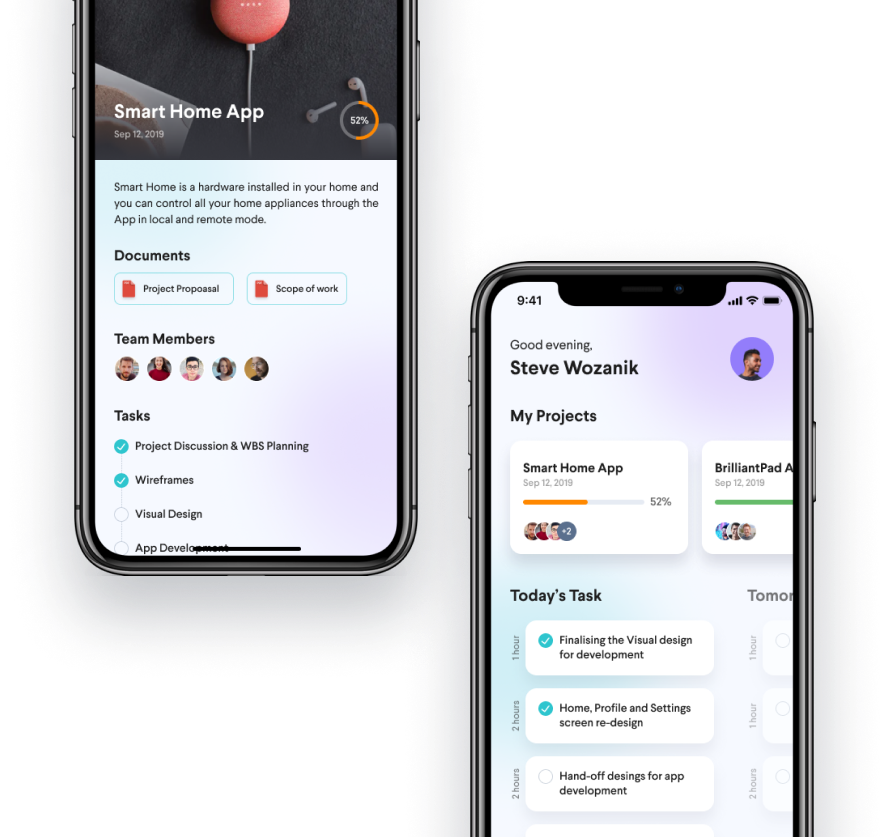 Smart Home App
Sep 12, 2019
52%
Smart Home is a hardware installed in your home and
you can control all your home appliances through the
App in local and remote mode.
Documents
Project Propoasal
Scope of work
Team Members
Tasks
Project Discussion & WBS Planning
Wireframes
Visual Design
App Development
9:41
Good evening,
Steve Wozanik
My Projects
Smart Home App
Sep 12, 2019
52%
+2
BrilliantPad A
Sep 12, 2019
Today's Task
Tomor
1 hour
Finalising the Visual design
for development
1 hour
2 hours
Home, Profile and Settings
screen re-design
1 hour
2 hours
Hand-off desings for app
development
2 hours